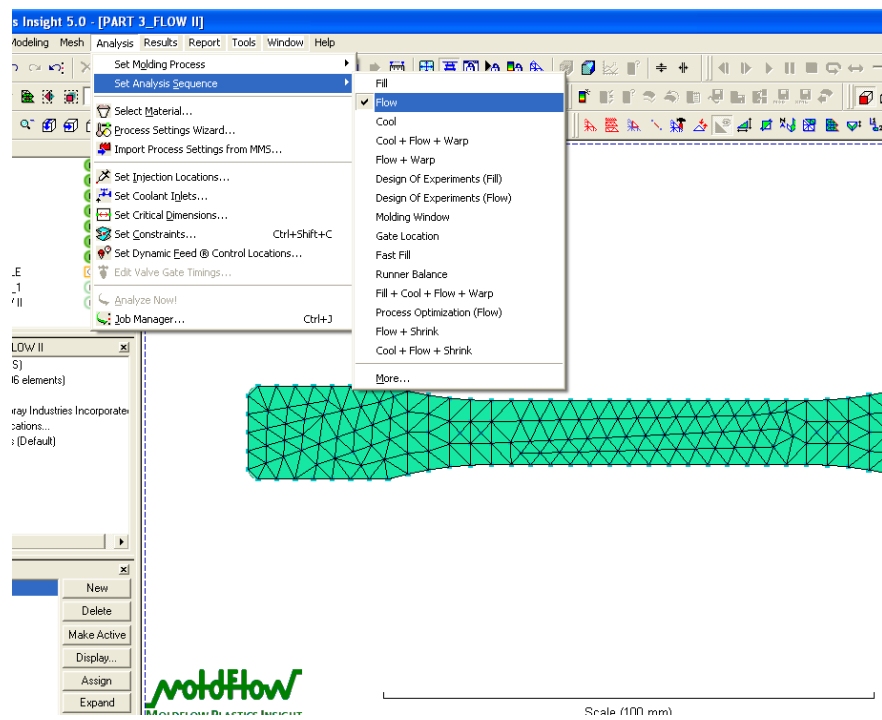 s Insight 5.0 - [PART 3_FLOW II]
Modeling Mesh Analysis Results Report Tools Window Help
Set Molding Process
Set Analysis Sequence
Select Material...
Process Settings Wizard...
Import Process Settings from MMS...
Set Injection Locations...
Set Coolant Inlets...
Set Critical Dimensions...
Set Constraints... Ctrl+Shift+C
Set Dynamic Feed ® Control Locations...
Edit Valve Gate Timings...
Analyze Now!
Job Manager... Ctrl+J
Fill
Flow
Cool
Cool + Flow + Warp
Flow + Warp
Design Of Experiments (Fill)
Design Of Experiments (Flow)
Molding Window
Gate Location
Fast Fill
Runner Balance
Fill + Cool + Flow + Warp
Process Optimization (Flow)
Flow + Shrink
Cool + Flow + Shrink
More...
LE
_1
II
LOW II
S)
6 elements)
ray Industries Incorporate
cations...
s (Default)
New
Delete
Make Active
Display...
Assign
Expand
moldflow
MOLDFLOW PLASTICS INSIGHT
Scale (100 mm)